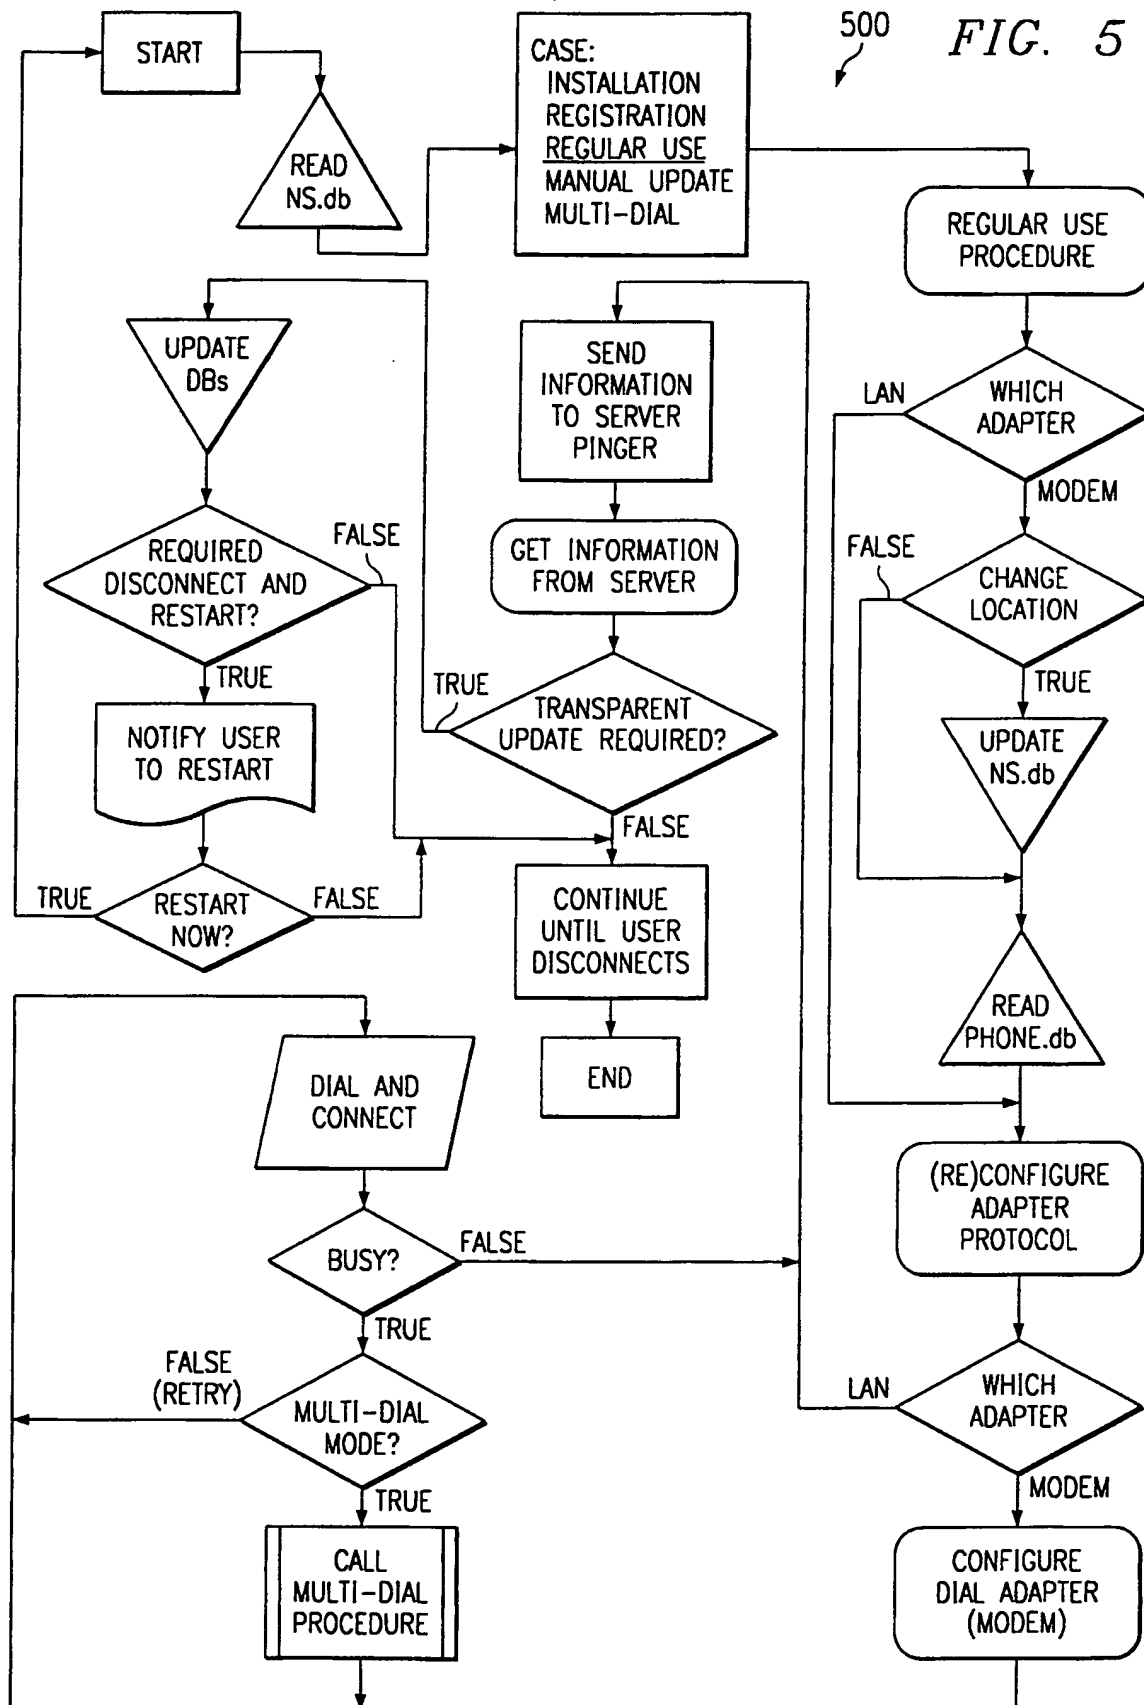 500
FIG. 5
START
READ
NS.db
CASE:
INSTALLATION
REGISTRATION
REGULAR USE
MANUAL UPDATE
MULTI-DIAL
REGULAR USE
PROCEDURE
WHICH
ADAPTER
LAN
MODEM
CHANGE
LOCATION
FALSE
TRUE
UPDATE
NS.db
READ
PHONE.db
(RE)CONFIGURE
ADAPTER
PROTOCOL
WHICH
ADAPTER
LAN
MODEM
CONFIGURE
DIAL ADAPTER
(MODEM)
SEND
INFORMATION
TO SERVER
PINGER
GET INFORMATION
FROM SERVER
TRANSPARENT
UPDATE REQUIRED?
TRUE
FALSE
CONTINUE
UNTIL USER
DISCONNECTS
END
UPDATE
DBs
REQUIRED
DISCONNECT AND
RESTART?
FALSE
TRUE
NOTIFY USER
TO RESTART
RESTART
NOW?
TRUE
FALSE
DIAL AND
CONNECT
BUSY?
FALSE
TRUE
MULTI-DIAL
MODE?
FALSE
(RETRY)
TRUE
CALL
MULTI-DIAL
PROCEDURE